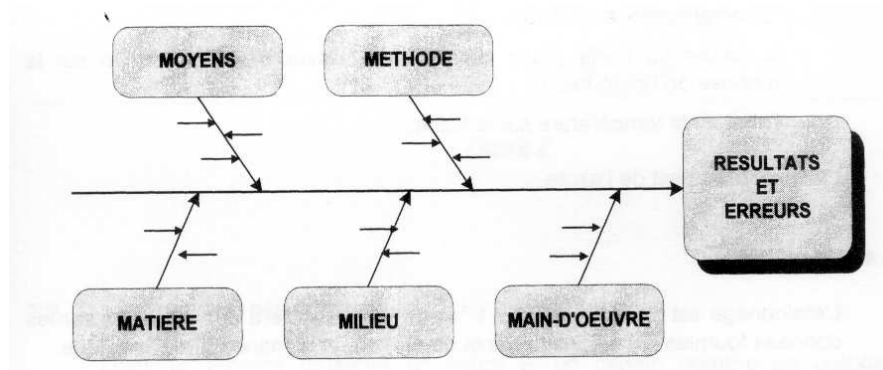 MOYENS
METHODE
RESULTATS
ET
ERREURS
MATIERE
MILIEU
MAIN-D'OEUVRE